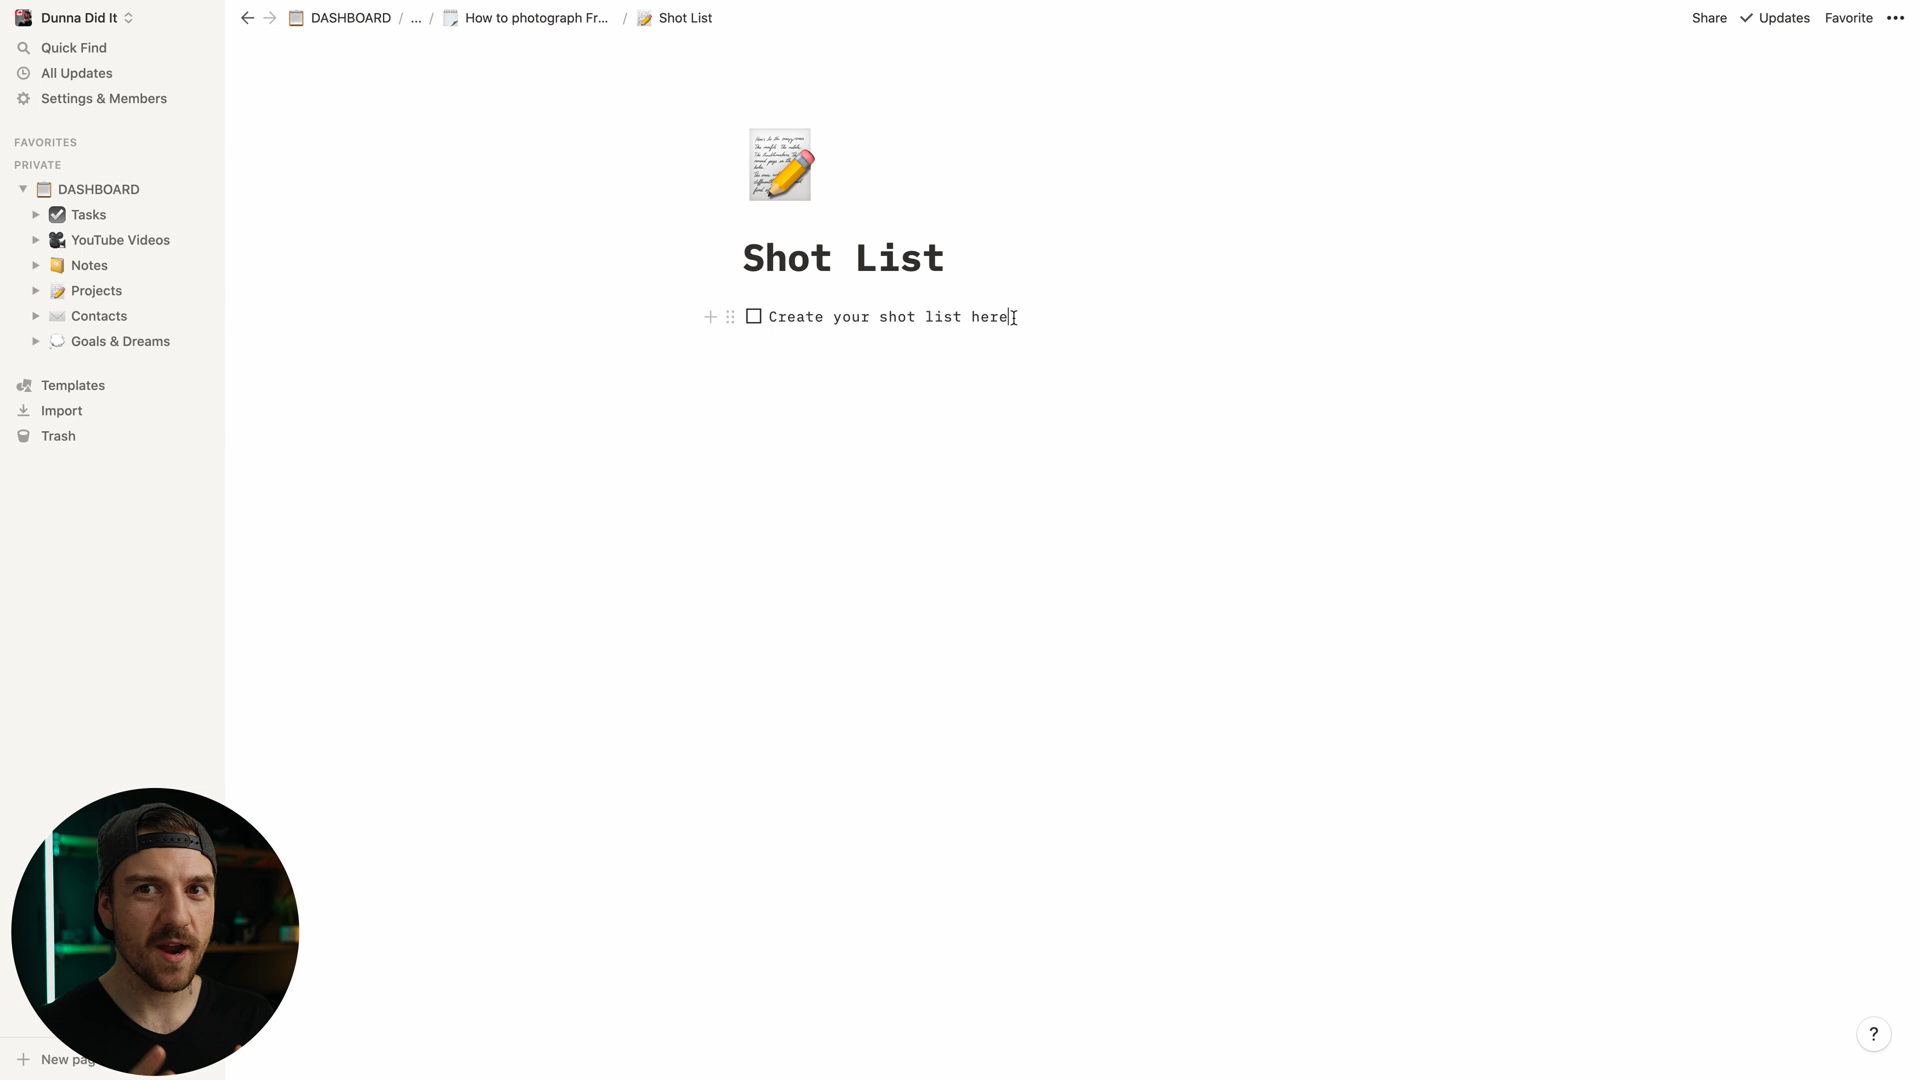 Dunna Did It
Quick Find
All Updates
Settings & Members
FAVORITES
PRIVATE
DASHBOARD
Tasks
YouTube Videos
Notes
Projects
Contacts
Goals & Dreams
Templates
Import
Trash
New pag
DASHBOARD / ... / How to photograph Fr... / Shot List
Share Updates Favorite •••
Shot List
Create your shot list here
?